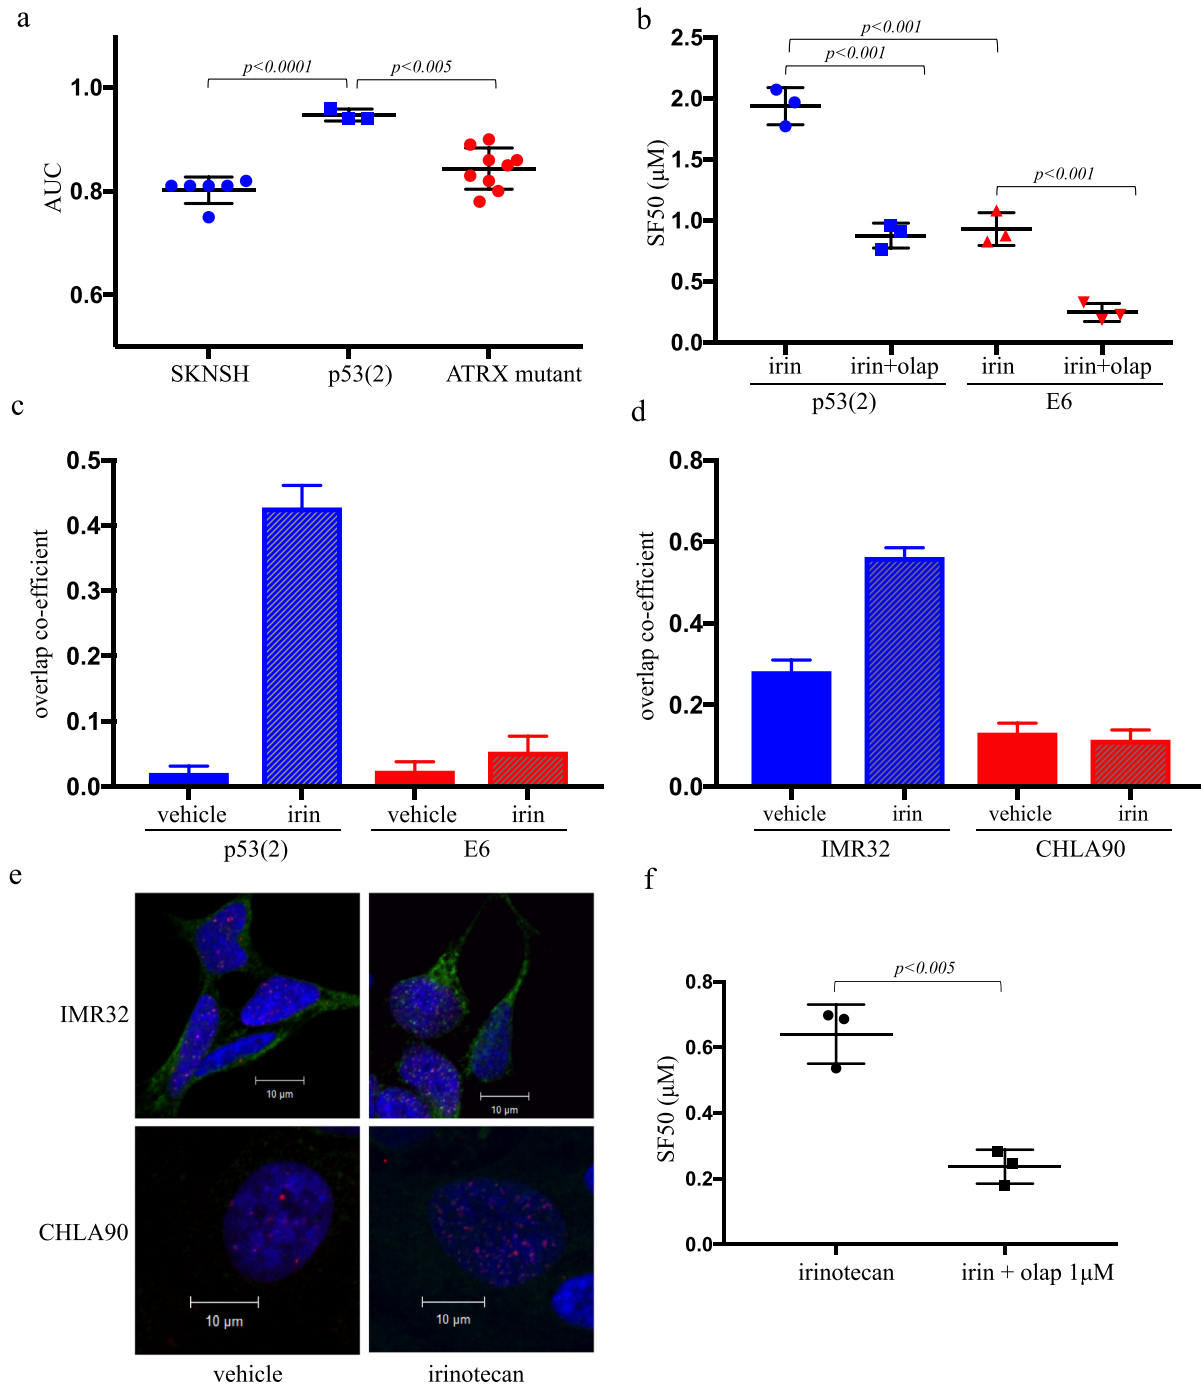 a
p<0.0001
p<0.005
1.0
0.8
0.6
AUC
SKNSH
p53(2)
ATRX mutant
b
p<0.001
p<0.001
p<0.001
2.5
2.0
1.5
1.0
0.5
0.0
SF50 (µM)
irin
irin+olap
irin
irin+olap
p53(2)
E6
c
0.5
0.4
0.3
0.2
0.1
0.0
overlap co-efficient
vehicle
irin
vehicle
irin
p53(2)
E6
d
0.8
0.6
0.4
0.2
0.0
overlap co-efficient
vehicle
irin
vehicle
irin
IMR32
CHLA90
e
IMR32
10 µm
10 µm
CHLA90
10 µm
10 µm
vehicle
irinotecan
f
p<0.005
0.8
0.6
0.4
0.2
0.0
SF50 (µM)
irinotecan
irin + olap 1µM